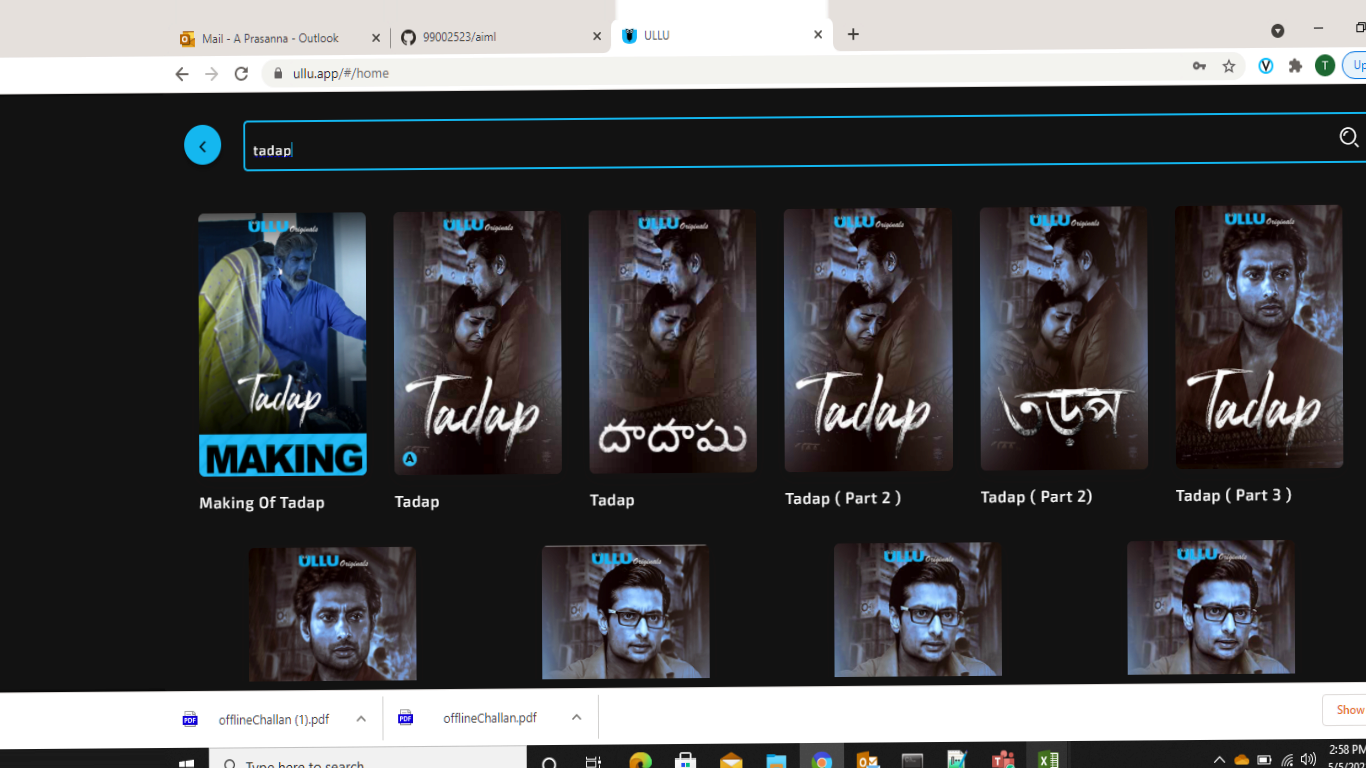 Mail - A Prasanna - Outlook
99002523/aiml
ULLU
ullu.app/#/home
T
Up
tadap
ULLU Originals
Tadap
MAKING
Making Of Tadap
ULLU Originals
Tadap
A
Tadap
ULLU Originals
దాదాపు
Tadap
ULLU Originals
Tadap
Tadap ( Part 2 )
ULLU Originals
তড়প
Tadap ( Part 2)
ULLU Originals
Tadap
Tadap ( Part 3 )
ULLU Originals
ULLU Originals
ULLU Originals
ULLU Originals
PDF
offlineChallan (1).pdf
PDF
offlineChallan.pdf
Show
Type here to search
2:58 PM
5/5/202